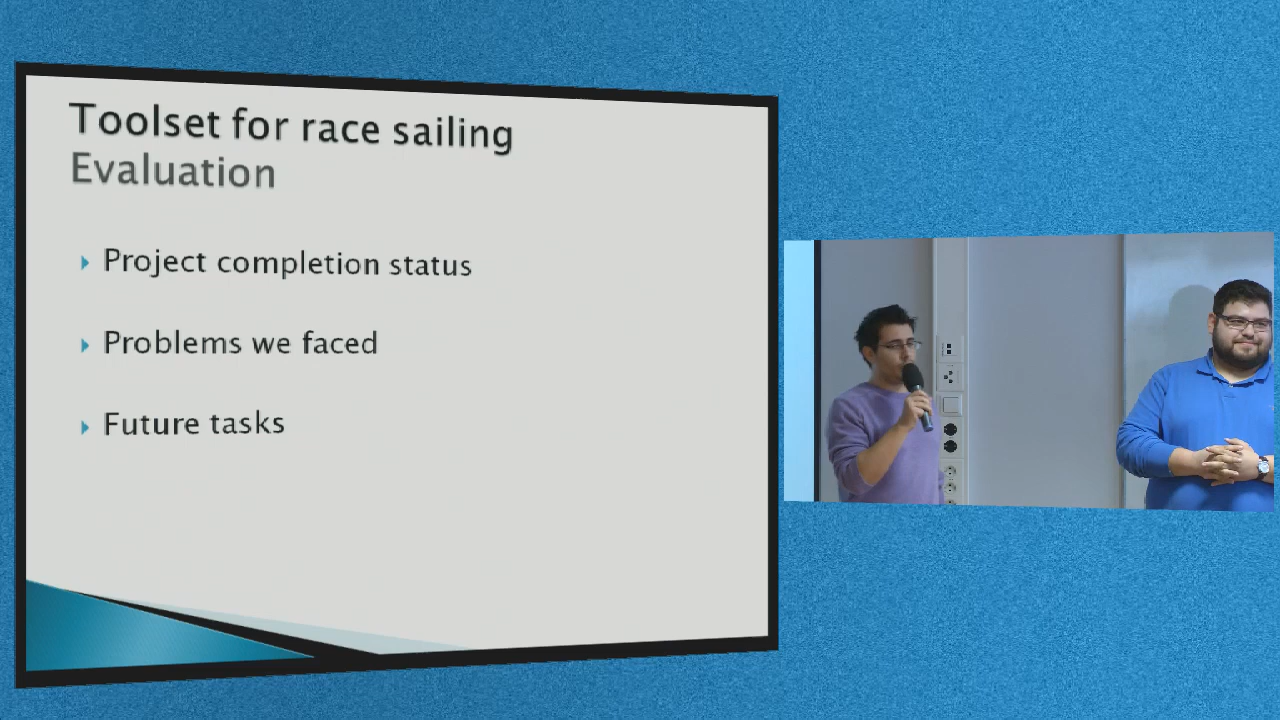 Toolset for race sailing
Evaluation
Project completion status
Problems we faced
Future tasks